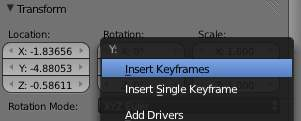 Transform
Location: Rotation: Scale:
X: -1.83656
Y: -4.88053
Z: -0.58611
Rotation Mode:
Y:
Insert Keyframes
Insert Single Keyframe
Add Drivers